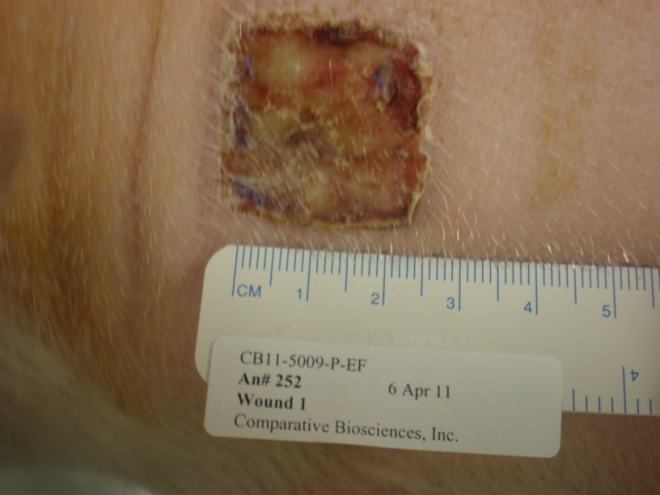 CM 1 2 3 4 5
4
CB11-5009-P-EF
An# 252 6 Apr 11
Wound 1
Comparative Biosciences, Inc.